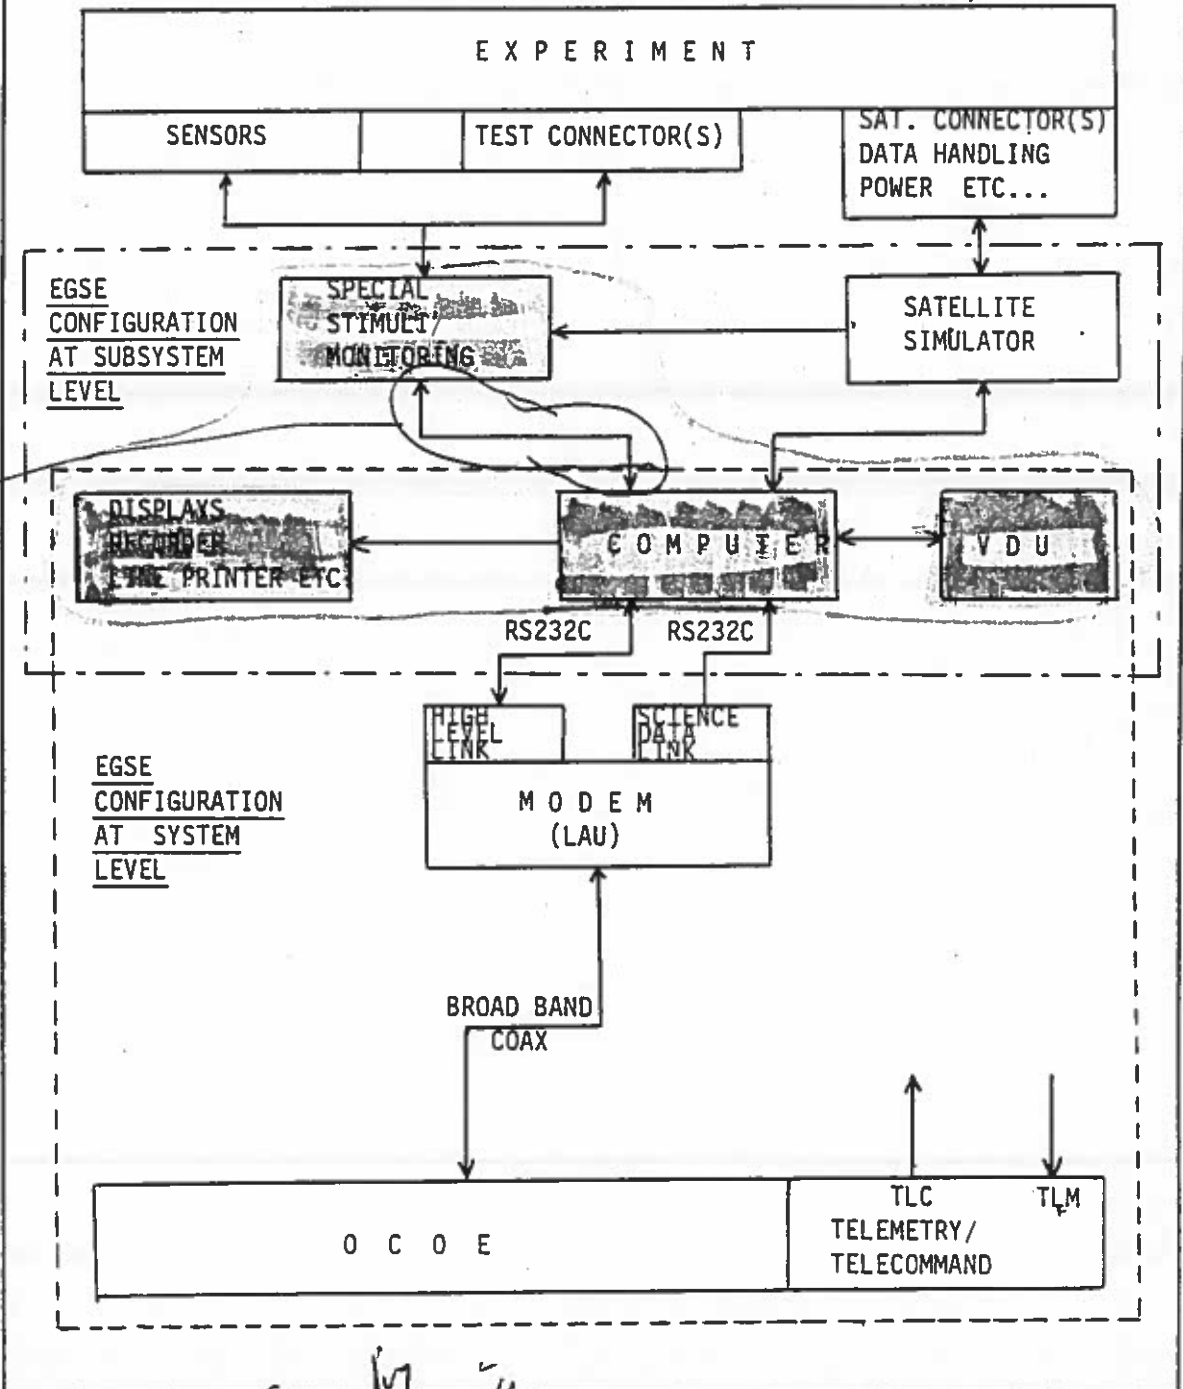 E X P E R I M E N T
SENSORS
TEST CONNECTOR(S)
SAT. CONNECTOR(S)
DATA HANDLING
POWER ETC...
EGSE
CONFIGURATION
AT SUBSYSTEM
LEVEL
SPECIAL
STIMULI/
MONITORING
SATELLITE
SIMULATOR
DISPLAYS
RECORDER
LINE PRINTER ETC
C O M P U T E R
V D U
RS232C
RS232C
HIGH
LEVEL
LINK
SCIENCE
DATA
LINK
M O D E M
(LAU)
EGSE
CONFIGURATION
AT SYSTEM
LEVEL
BROAD BAND
COAX
O C O E
TLC
TLM
TELEMETRY/
TELECOMMAND